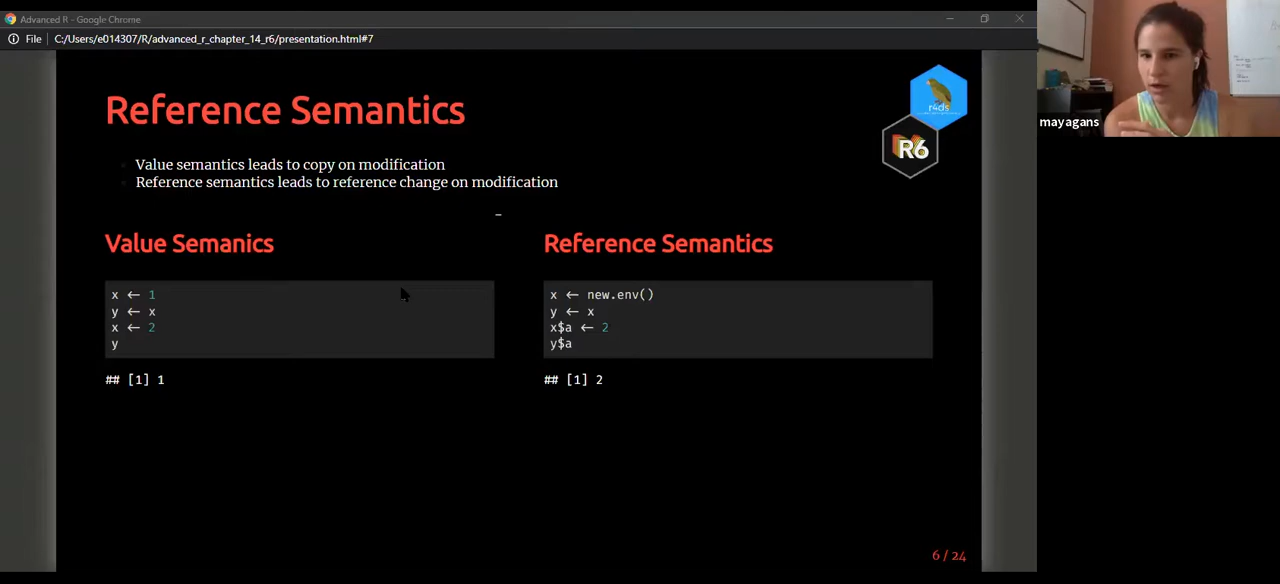 Advanced R - Google Chrome
File C:/Users/e014307/R/advanced_r_chapter_14_r6/presentation.html#7
mayagans
Reference Semantics
r4ds
R6
Value semantics leads to copy on modification
Reference semantics leads to reference change on modification
Value Semanics
x ← 1
y ← x
x ← 2
y
## [1] 1
Reference Semantics
x ← new.env()
y ← x
x$a ← 2
y$a
## [1] 2
6 / 24